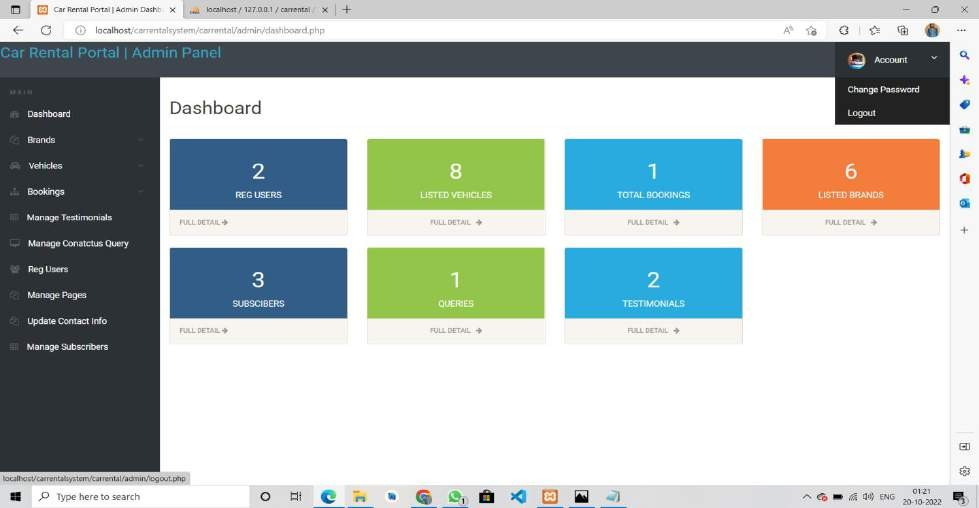 Car Rental Portal | Admin Dashb
localhost / 127.0.0.1 / carrental /
localhost/carrentalsystem/carrental/admin/dashboard.php
Car Rental Portal | Admin Panel
Account
Change Password
Logout
MAIN
Dashboard
Brands
Vehicles
Bookings
Manage Testimonials
Manage Conatctus Query
Reg Users
Manage Pages
Update Contact Info
Manage Subscribers
Dashboard
2
REG USERS
FULL DETAIL
8
LISTED VEHICLES
FULL DETAIL
1
TOTAL BOOKINGS
FULL DETAIL
6
LISTED BRANDS
FULL DETAIL
3
SUBSCIBERS
FULL DETAIL
1
QUERIES
FULL DETAIL
2
TESTIMONIALS
FULL DETAIL
localhost/carrentalsystem/carrental/admin/logout.php
Type here to search
ENG
01:21
20-10-2022